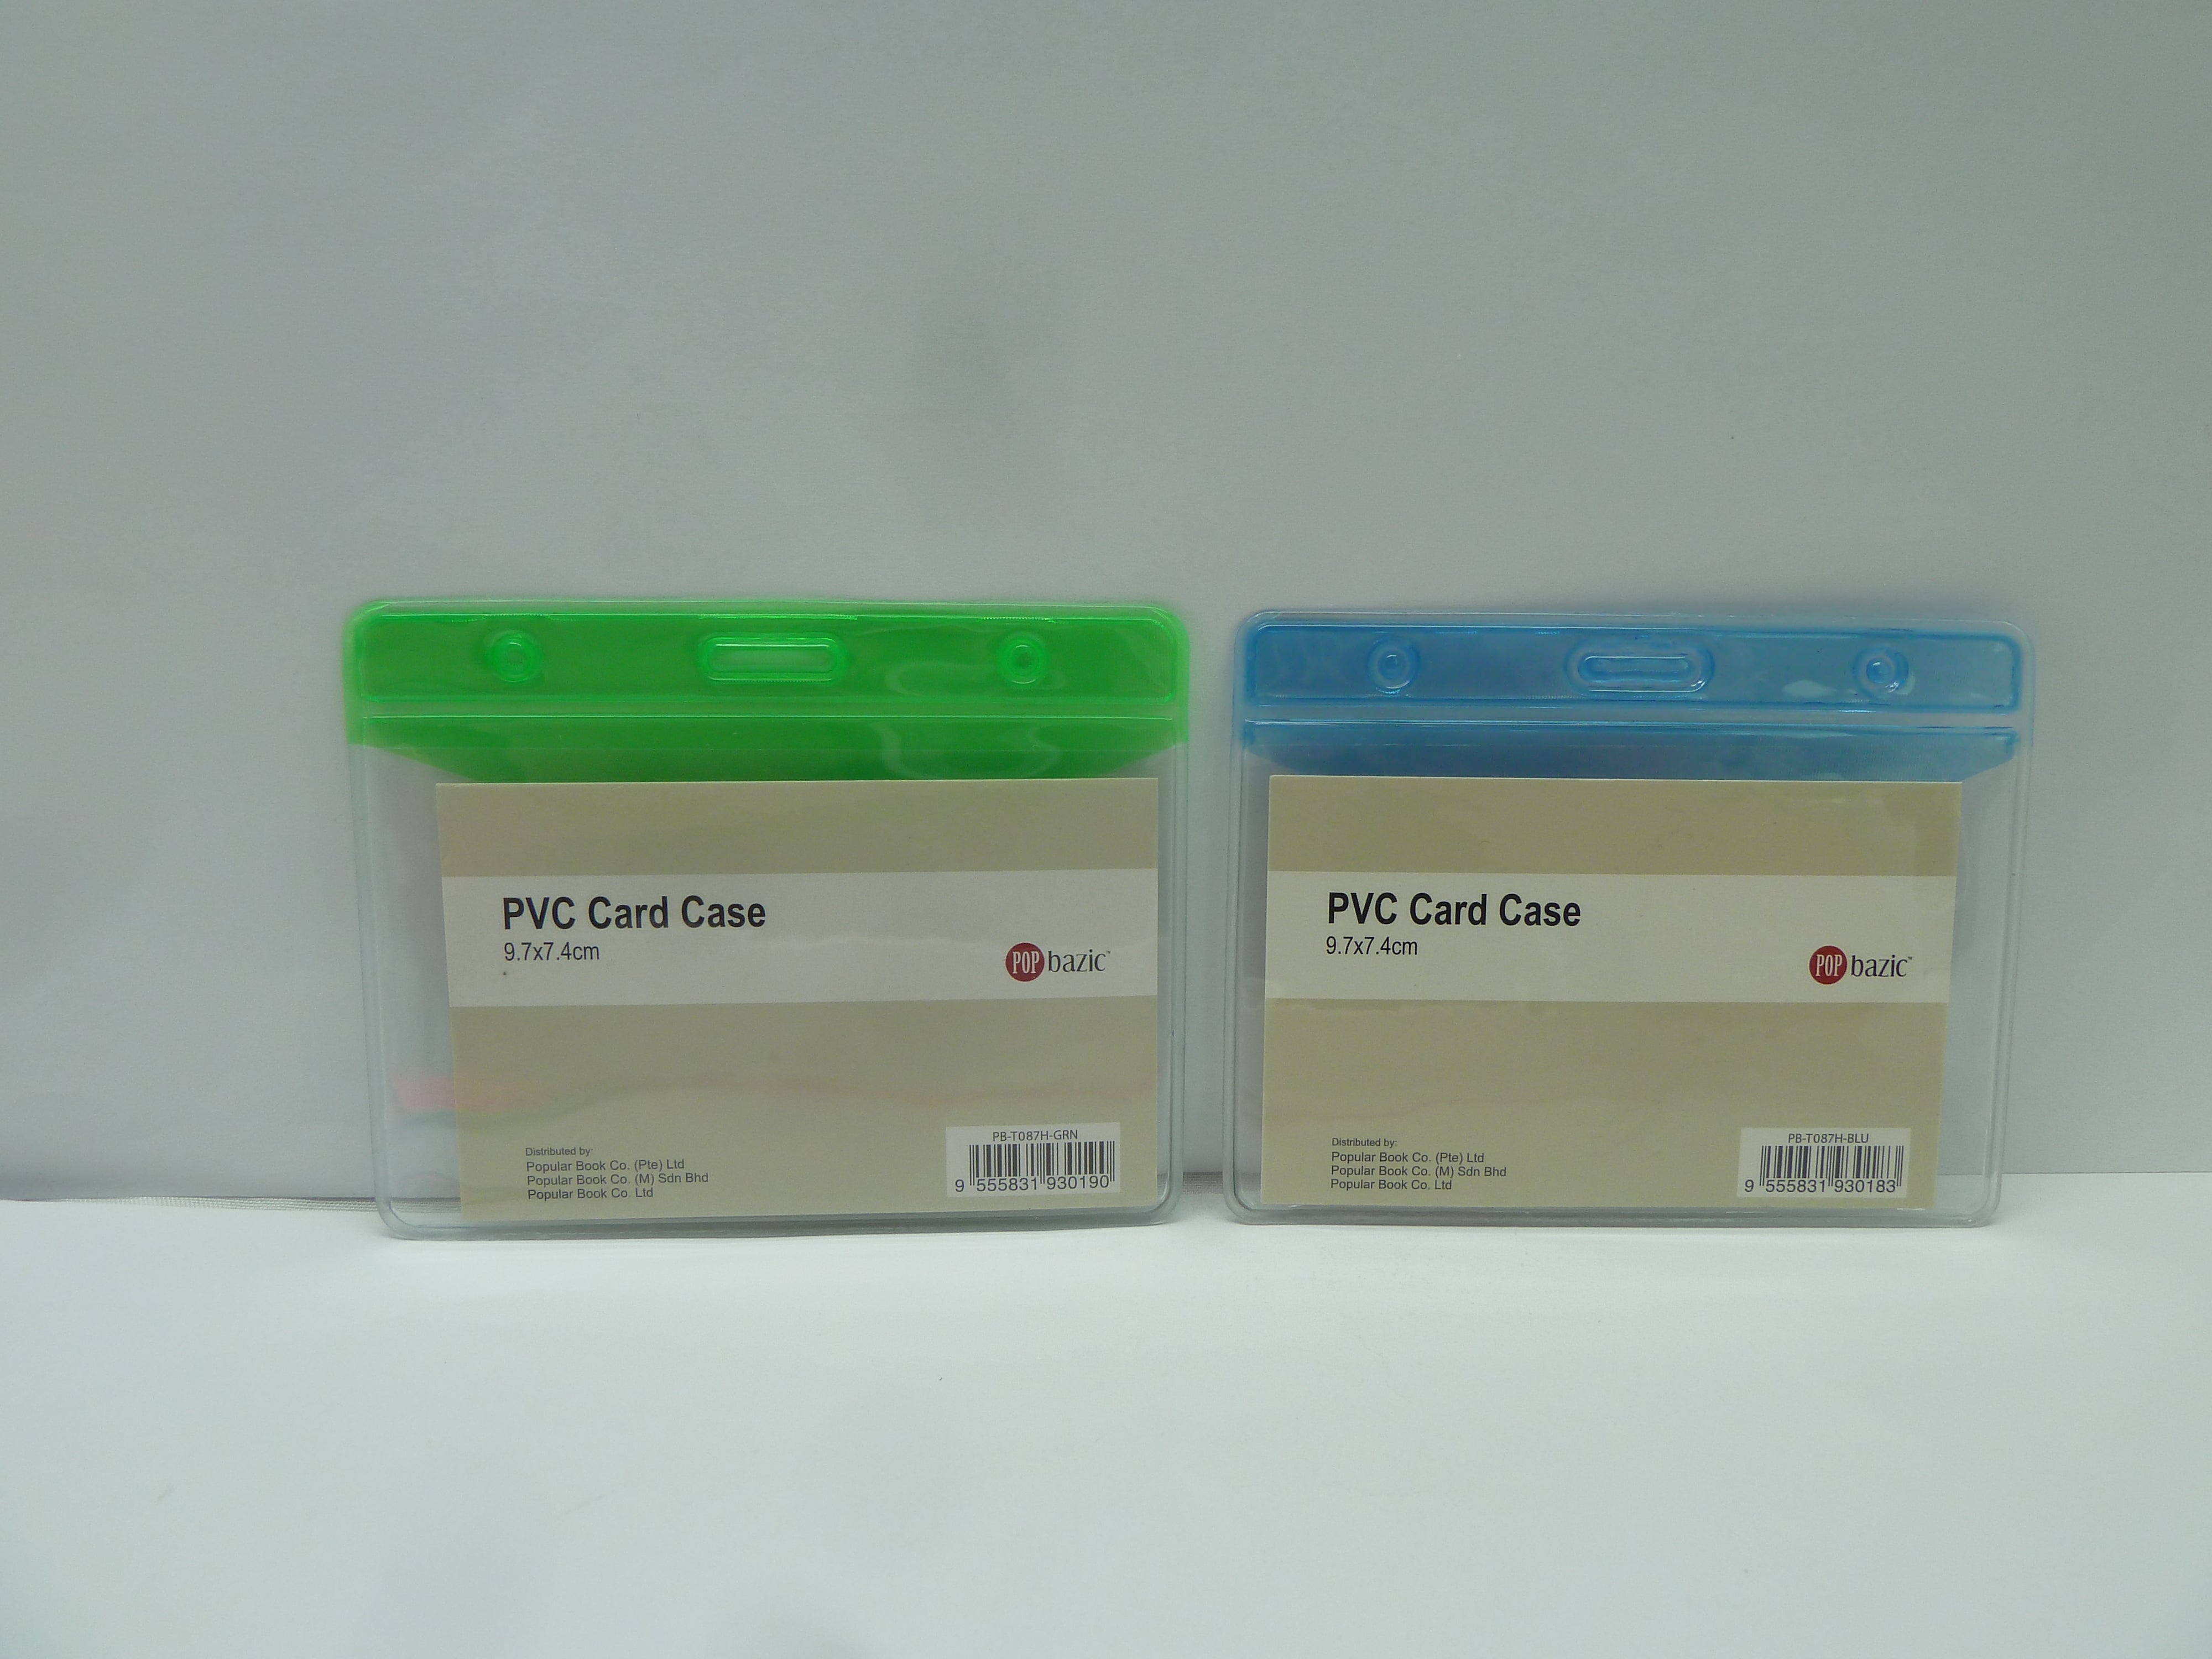 PVC Card Case
9.7x7.4cm
POP bazic™
Distributed by:
Popular Book Co. (Pte) Ltd
Popular Book Co. (M) Sdn Bhd
Popular Book Co. Ltd
PB-T087H-GRN
9 555831 930190
PVC Card Case
9.7x7.4cm
POP bazic™
Distributed by:
Popular Book Co. (Pte) Ltd
Popular Book Co. (M) Sdn Bhd
Popular Book Co. Ltd
PB-T087H-BLU
9 555831 930183